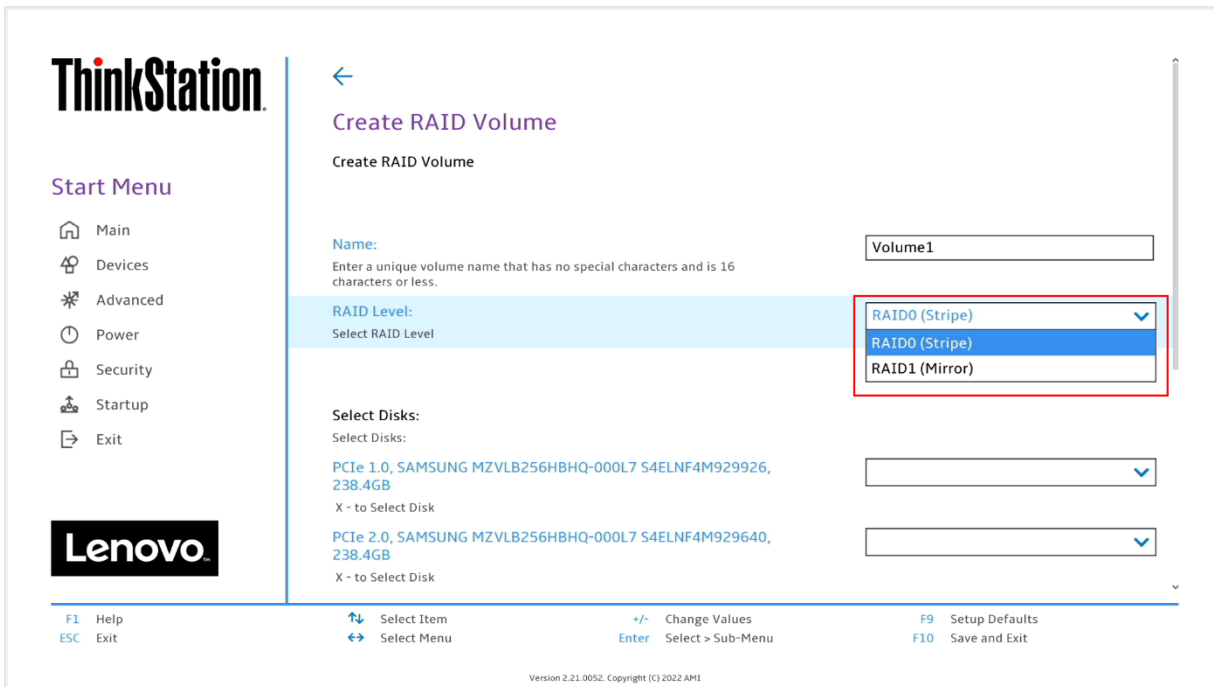 ThinkStation
Start Menu
Main
Devices
Advanced
Power
Security
Startup
Exit
Lenovo™
Create RAID Volume
Create RAID Volume
Name:
Enter a unique volume name that has no special characters and is 16
characters or less.
Volume1
RAID Level:
Select RAID Level
RAID0 (Stripe)
RAID0 (Stripe)
RAID1 (Mirror)
Select Disks:
Select Disks:
PCIe 1.0, SAMSUNG MZVLB256HBHQ-000L7 S4ELNF4M929926,
238.4GB
X - to Select Disk
PCIe 2.0, SAMSUNG MZVLB256HBHQ-000L7 S4ELNF4M929640,
238.4GB
X - to Select Disk
F1 Help
ESC Exit
Select Item
Select Menu
+/- Change Values
Enter Select > Sub-Menu
F9 Setup Defaults
F10 Save and Exit
Version 2.21.0052. Copyright (C) 2022 AMI